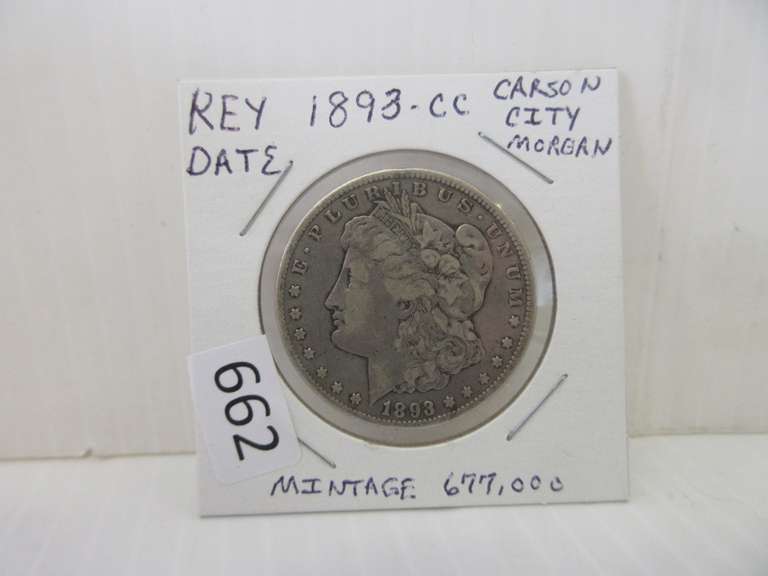 KEY 1893-CC CARSON
DATE CITY
MORGAN
E · PLURIBUS · UNUM
1893
662
MINTAGE 677,000